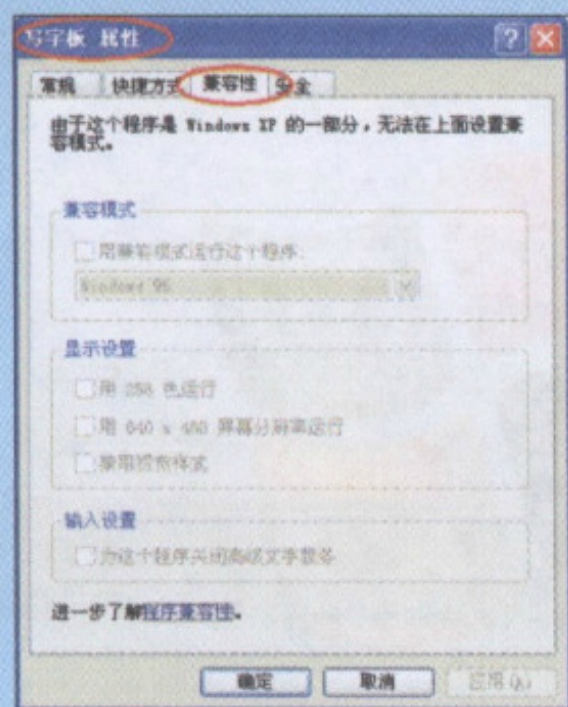 写字板 属性
常规 快捷方式 兼容性 安全
由于这个程序是 Windows XP 的一部分，无法在上面设置兼
容模式。
兼容模式
用兼容模式运行这个程序:
Windows 95
显示设置
用 256 色运行
用 640 x 480 屏幕分辨率运行
禁用视觉样式
输入设置
为这个程序关闭高级文字服务
进一步了解程序兼容性。
确定 取消 应用(A)